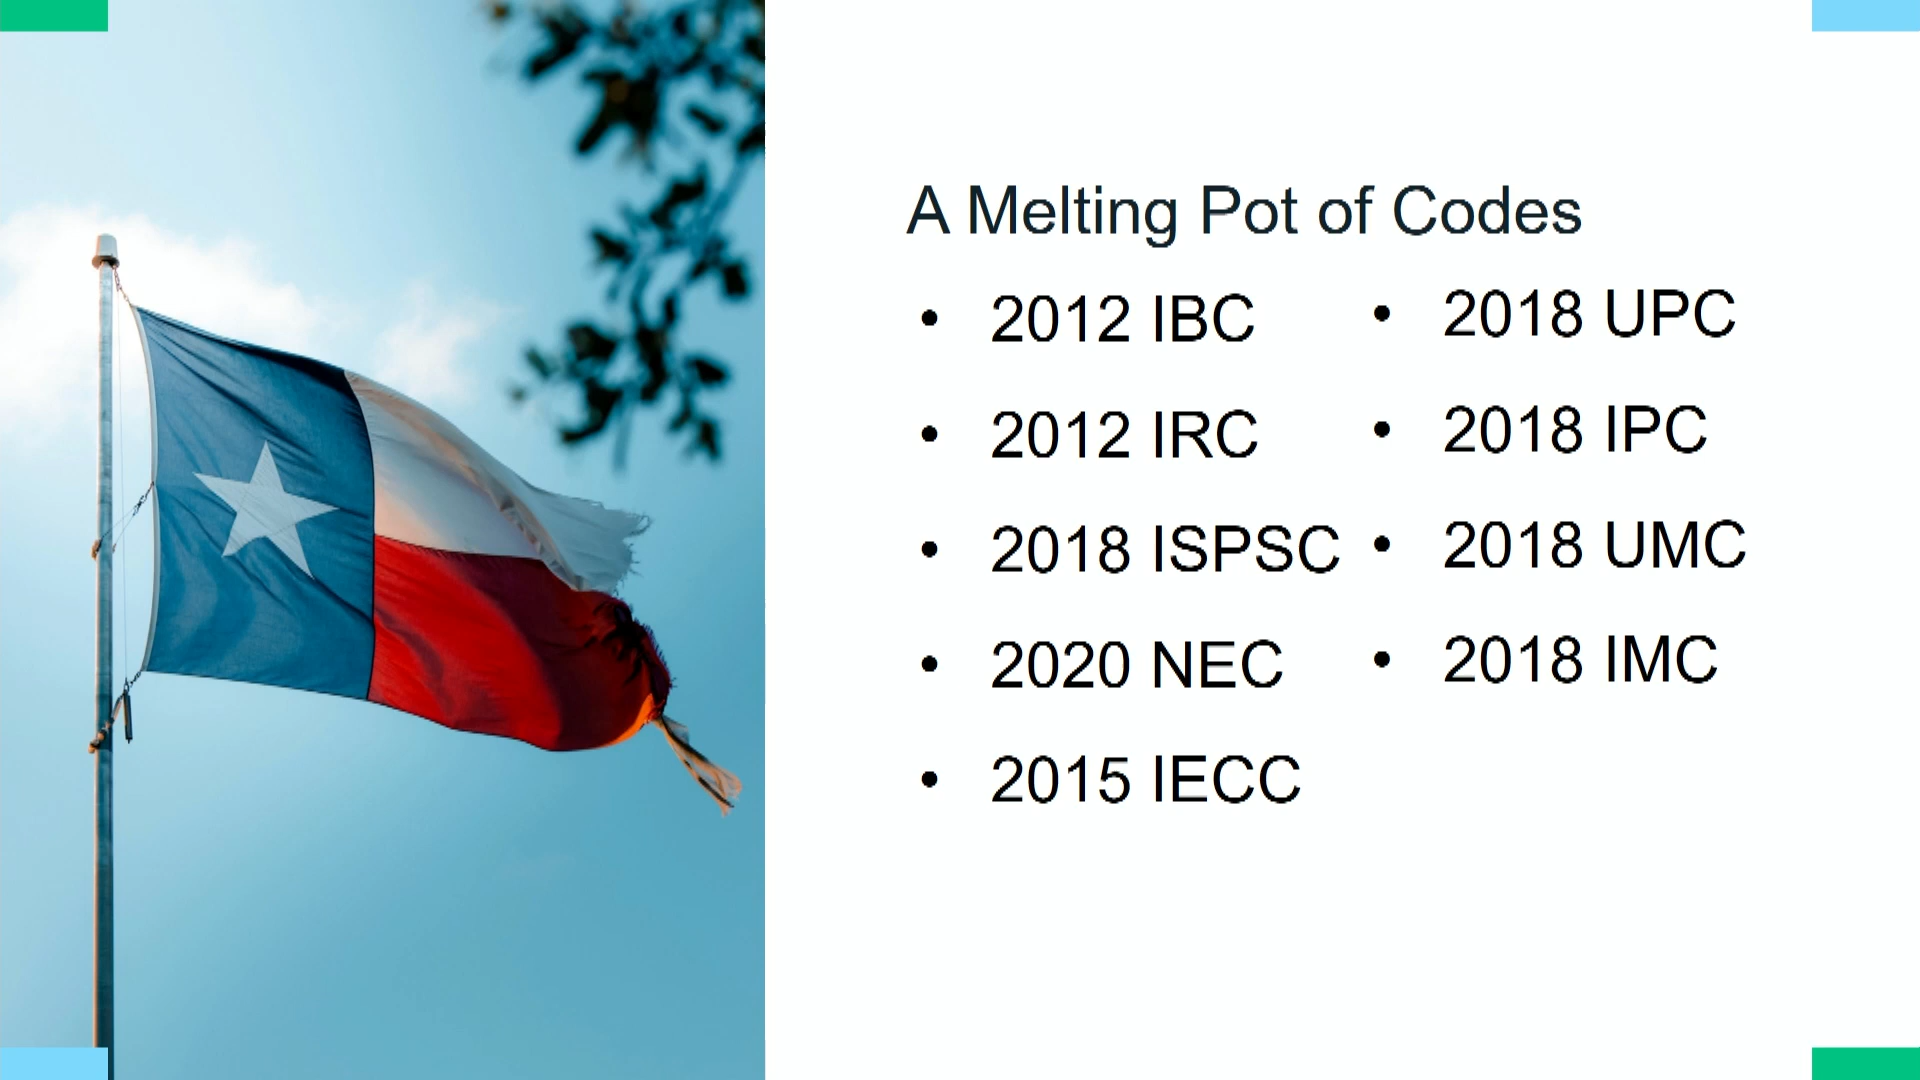 A Melting Pot of Codes
• 2012 IBC
• 2012 IRC
• 2018 ISPSC
• 2020 NEC
• 2015 IECC
• 2018 UPC
• 2018 IPC
• 2018 UMC
• 2018 IMC